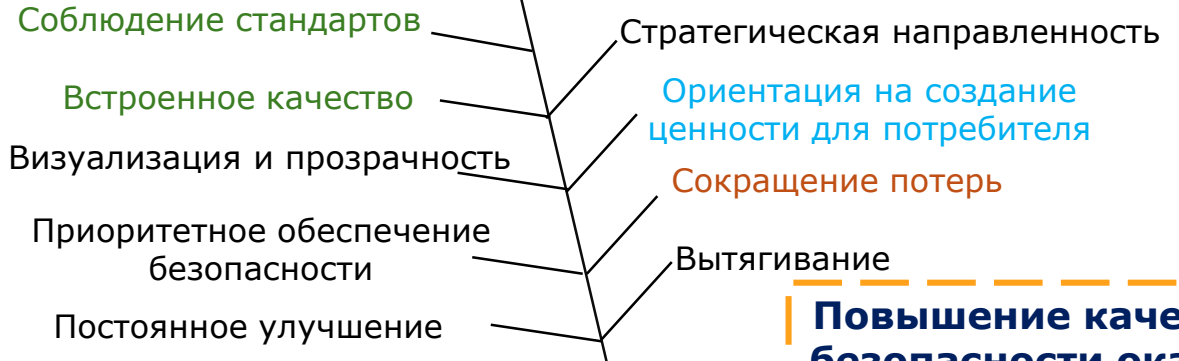 Соблюдение стандартов
Встроенное качество
Визуализация и прозрачность
Приоритетное обеспечение
безопасности
Постоянное улучшение
Стратегическая направленность
Ориентация на создание
ценности для потребителя
Сокращение потерь
Вытягивание
Повышение
безопасности